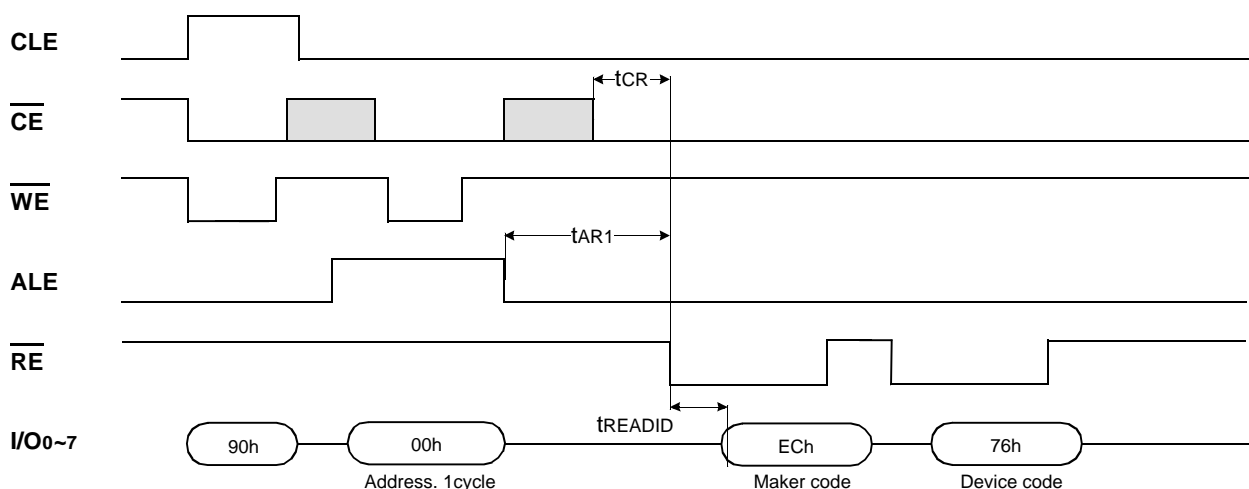 CLE
tCR
CE
WE
tAR1
ALE
RE
tREADID
I/O0~7
90h
00h
ECh
76h
Address. 1cycle
Maker code
Device code